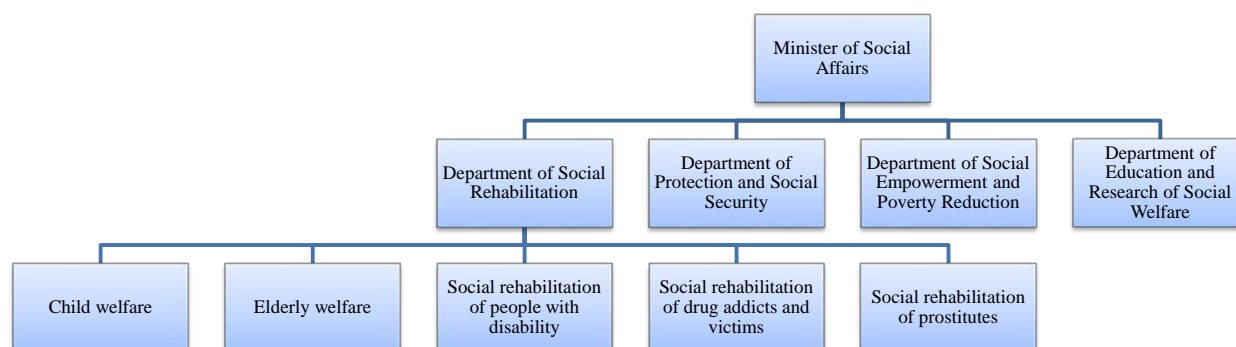 Minister of Social
Affairs
Department of Social
Rehabilitation
Department of
Protection and Social
Security
Department of Social
Empowerment and
Poverty Reduction
Department of
Education and
Research of Social
Welfare
Child welfare
Elderly welfare
Social rehabilitation
of people with
disability
Social rehabilitation
of drug addicts and
victims
Social rehabilitation
of prostitutes